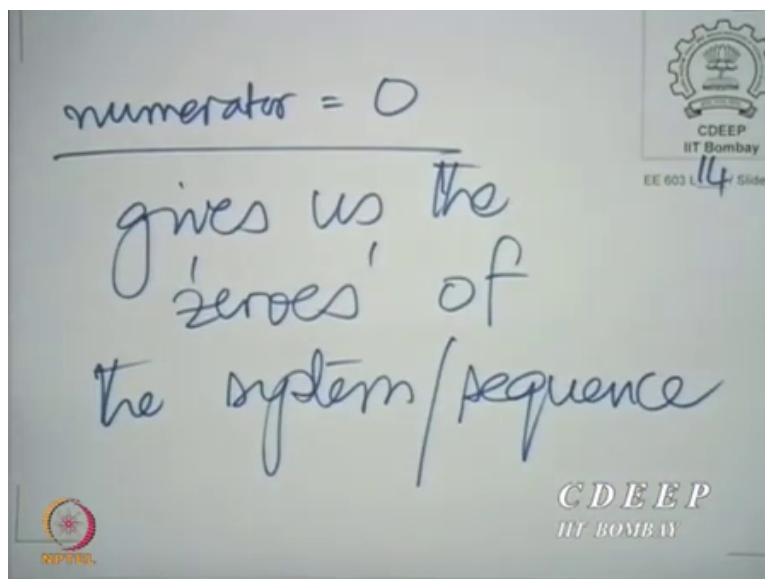 numerator = 0
gives us the
'zeroes' of
the system/sequence
CDEEP
IIT Bombay
EE 603 L 14 / Slide
CDEEP
IIT BOMBAY
NPTEL